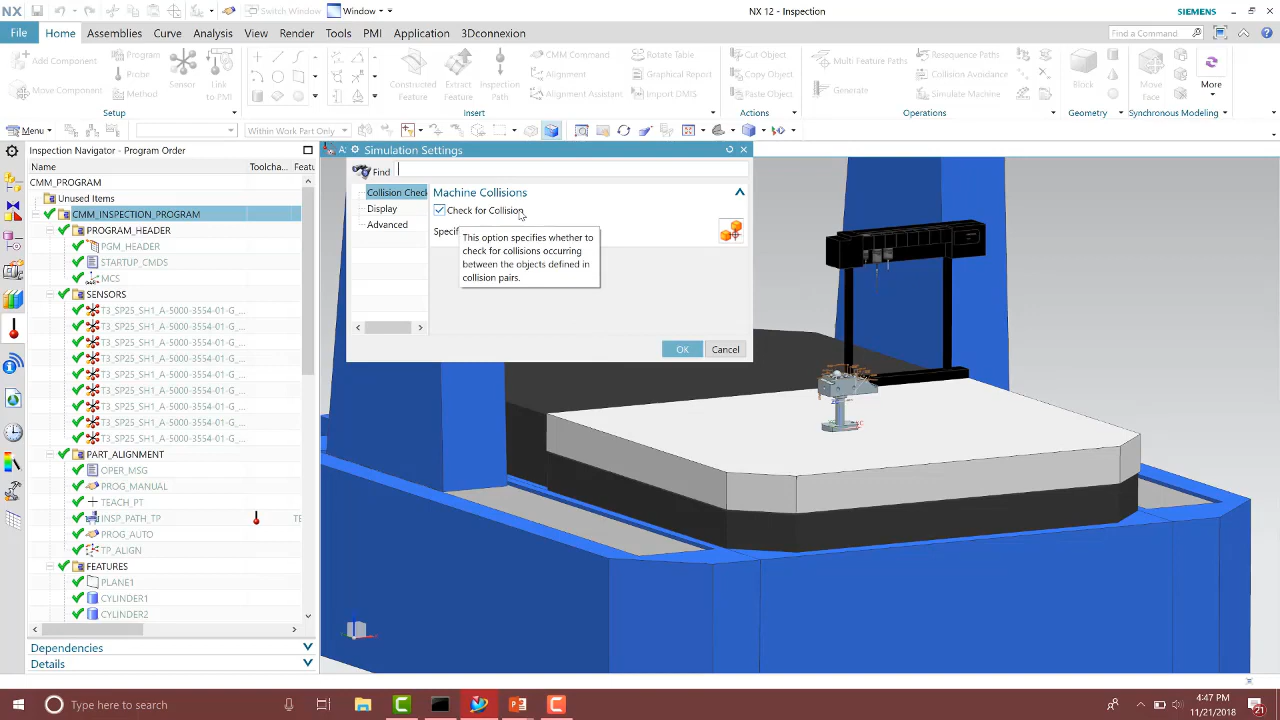 NX
Switch Window
Window
NX 12 - Inspection
SIEMENS
File
Home
Assemblies
Curve
Analysis
View
Render
Tools
PMI
Application
3Dconnexion
Find a Command
Add Component
Move Component
Program
Probe
Method
Sensor
Link to PMI
Setup
Constructed Feature
Extract Feature
Inspection Path
CMM Command
Alignment
Alignment Assistant
Rotate Table
Graphical Report
Import DMIS
Insert
Cut Object
Copy Object
Paste Object
Actions
Multi Feature Paths
Generate
Resequence Paths
Collision Avoidance
Simulate Machine
Operations
Block
Geometry
Move Face
More
Synchronous Modeling
Menu
Within Work Part Only
Inspection Navigator - Program Order
Name
Toolcha...
Featu
CMM_PROGRAM
Unused Items
CMM_INSPECTION_PROGRAM
PROGRAM_HEADER
PGM_HEADER
STARTUP_CMDS
MCS
SENSORS
T3_SP25_SH1_A-5000-3554-01-G_...
T3_SP25_SH1_A-5000-3554-01-G_...
T3_SP25_SH1_A-5000-3554-01-G_...
T3_SP25_SH1_A-5000-3554-01-G_...
T3_SP25_SH1_A-5000-3554-01-G_...
T3_SP25_SH1_A-5000-3554-01-G_...
T3_SP25_SH1_A-5000-3554-01-G_...
T3_SP25_SH1_A-5000-3554-01-G_...
T3_SP25_SH1_A-5000-3554-01-G_...
PART_ALIGNMENT
OPER_MSG
PROG_MANUAL
TEACH_PT
INSP_PATH_TP
TE
PROG_AUTO
TP_ALIGN
FEATURES
PLANE1
CYLINDER1
CYLINDER2
Dependencies
Details
Simulation Settings
Find
Collision Check
Display
Advanced
Machine Collisions
Check for Collision
Specif
This option specifies whether to
check for collisions occurring
between the objects defined in
collision pairs.
OK
Cancel
Type here to search
4:47 PM
11/21/2018
21